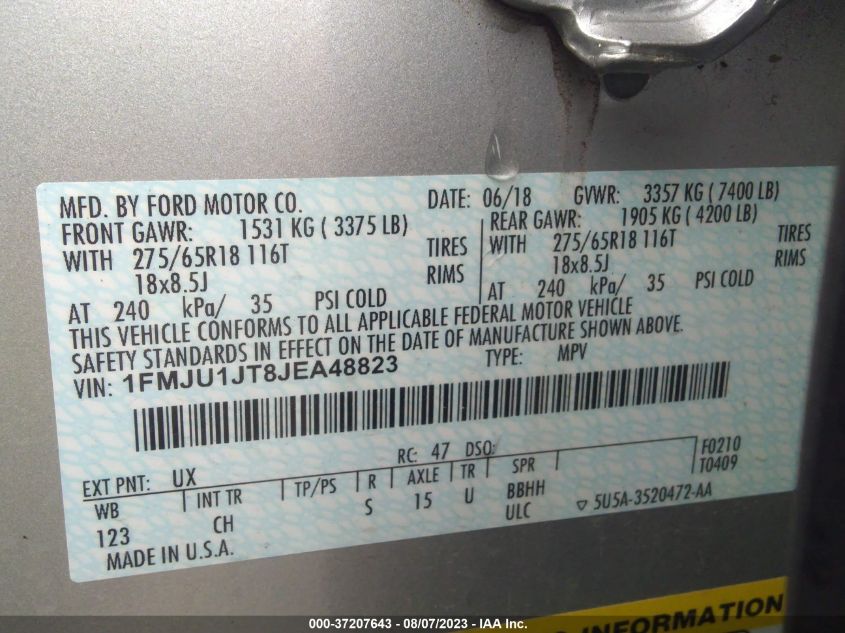 MFD. BY FORD MOTOR CO. DATE: 06/18 GVWR: 3357 KG ( 7400 LB)
FRONT GAWR: 1531 KG ( 3375 LB) REAR GAWR: 1905 KG ( 4200 LB)
WITH 275/65R18 116T TIRES WITH 275/65R18 116T TIRES
18x8.5J RIMS 18x8.5J RIMS
AT 240 kPa/ 35 PSI COLD AT 240 kPa/ 35 PSI COLD
THIS VEHICLE CONFORMS TO ALL APPLICABLE FEDERAL MOTOR VEHICLE
SAFETY STANDARDS IN EFFECT ON THE DATE OF MANUFACTURE SHOWN ABOVE.
VIN: 1FMJU1JT8JEA48823 TYPE: MPV
EXT PNT: UX RC: 47 DSO: F0210
WB INT TR TP/PS R AXLE TR SPR T0409
123 CH S 15 U BBHH
ULC 5U5A-3520472-AA
MADE IN U.S.A.
INFORMATION
000-37207643 - 08/07/2023 - IAA Inc.